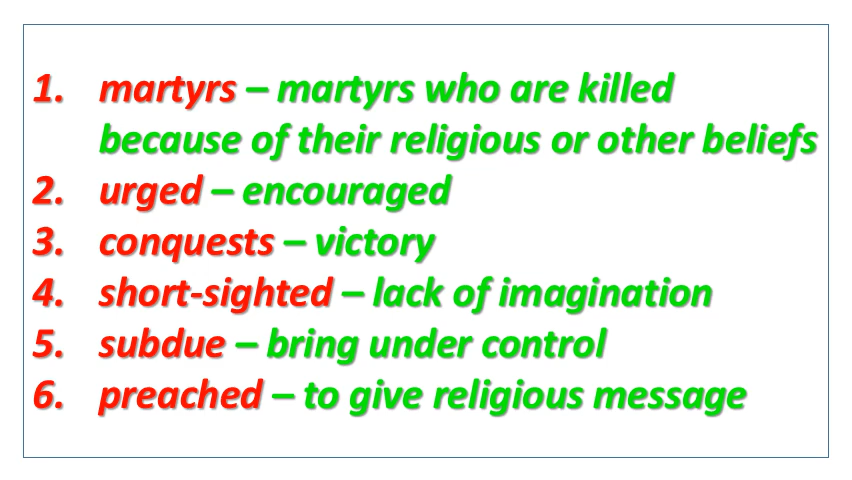 1. martyrs – martyrs who are killed
because of their religious or other beliefs
2. urged – encouraged
3. conquests – victory
4. short-sighted – lack of imagination
5. subdue – bring under control
6. preached – to give religious message